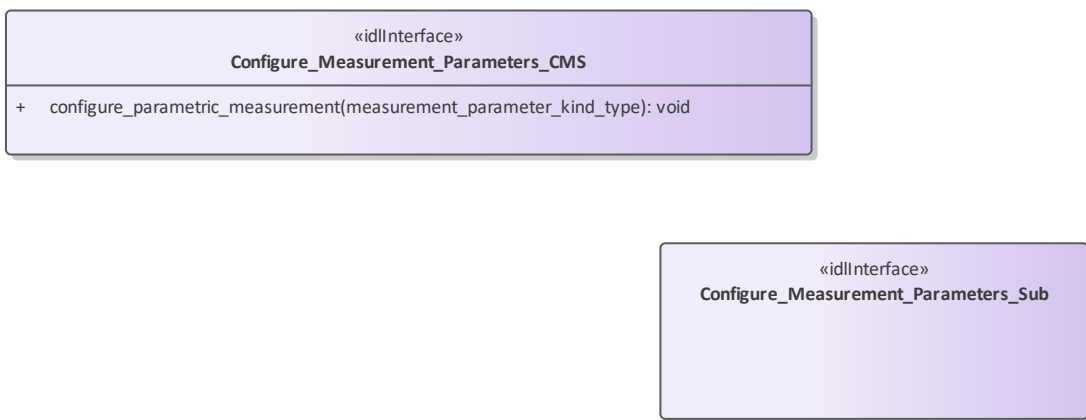 «idlInterface»
Configure_Measurement_Parameters_CMS
+ configure_parametric_measurement(measurement_parameter_kind_type): void
«idlInterface»
Configure_Measurement_Parameters_Sub